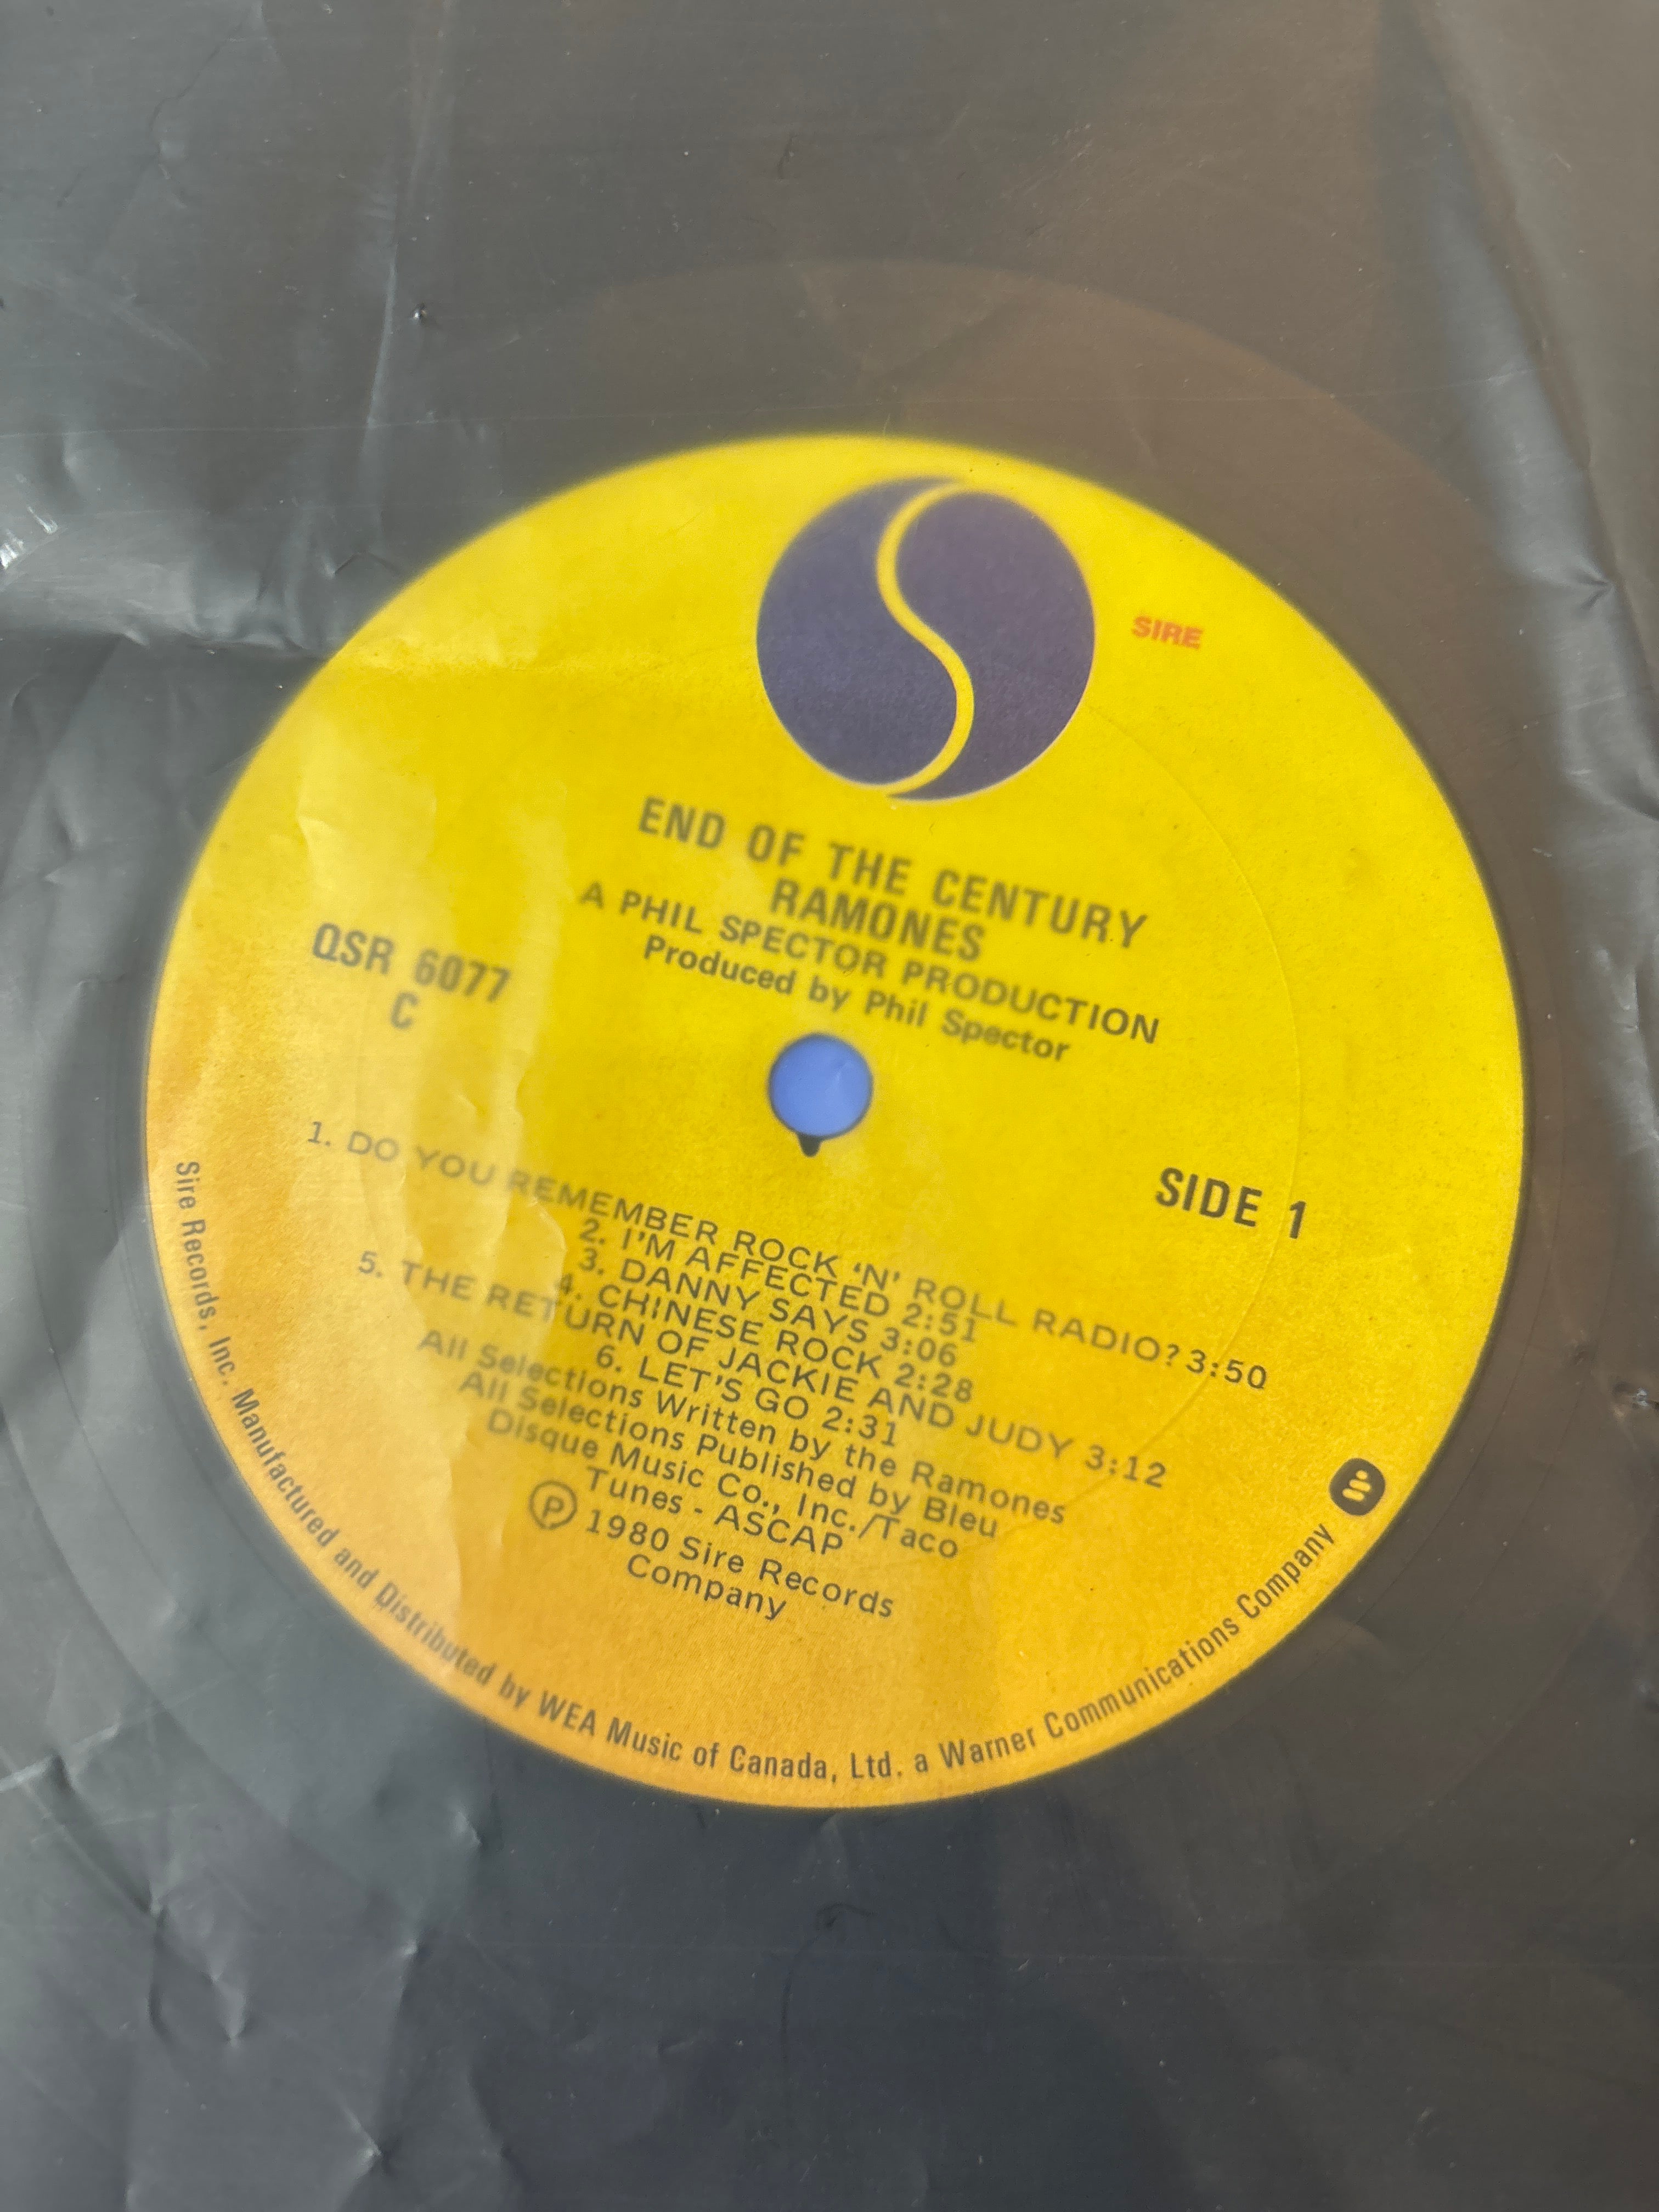 SIRE
END OF THE CENTURY
RAMONES
A PHIL SPECTOR PRODUCTION
Produced by Phil Spector
QSR 6077
C
SIDE 1
1. DO YOU REMEMBER ROCK ‘N’ ROLL RADIO? 3:50
2. I'M AFFECTED 2:51
3. DANNY SAYS 3:06
4. CHINESE ROCK 2:28
5. THE RETURN OF JACKIE AND JUDY 3:12
6. LET'S GO 2:31
All Selections Written by the Ramones
All Selections Published by Bleu
Disque Music Co., Inc./Taco
Tunes - ASCAP
Ⓟ 1980 Sire Records
Company
Sire Records, Inc. Manufactured and Distributed by WEA Music of Canada, Ltd. a Warner Communications Company